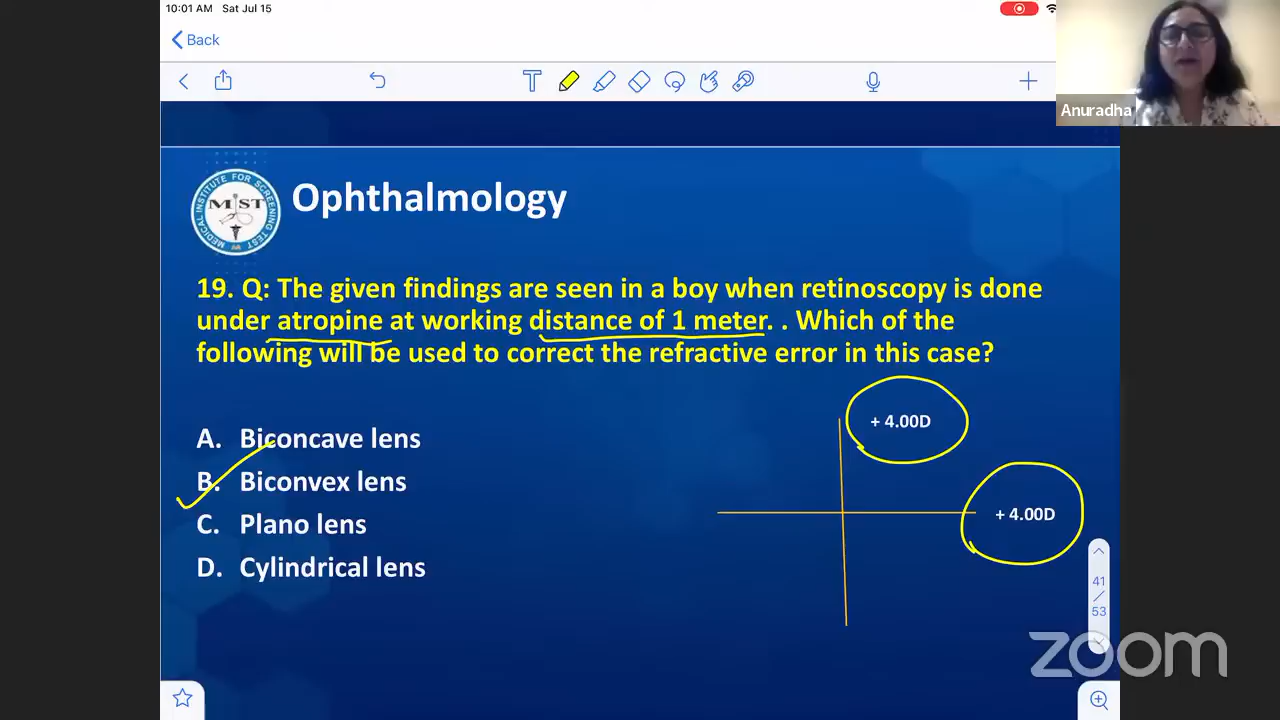 10:01 AM Sat Jul 15
Back
Anuradha
MEDICAL INSTITUTE FOR SCREENING TEST
MIST
Ophthalmology
19. Q: The given findings are seen in a boy when retinoscopy is done
under atropine at working distance of 1 meter. . Which of the
following will be used to correct the refractive error in this case?
+ 4.00D
A. Biconcave lens
B. Biconvex lens
+ 4.00D
C. Plano lens
D. Cylindrical lens
41
/
53
zoom